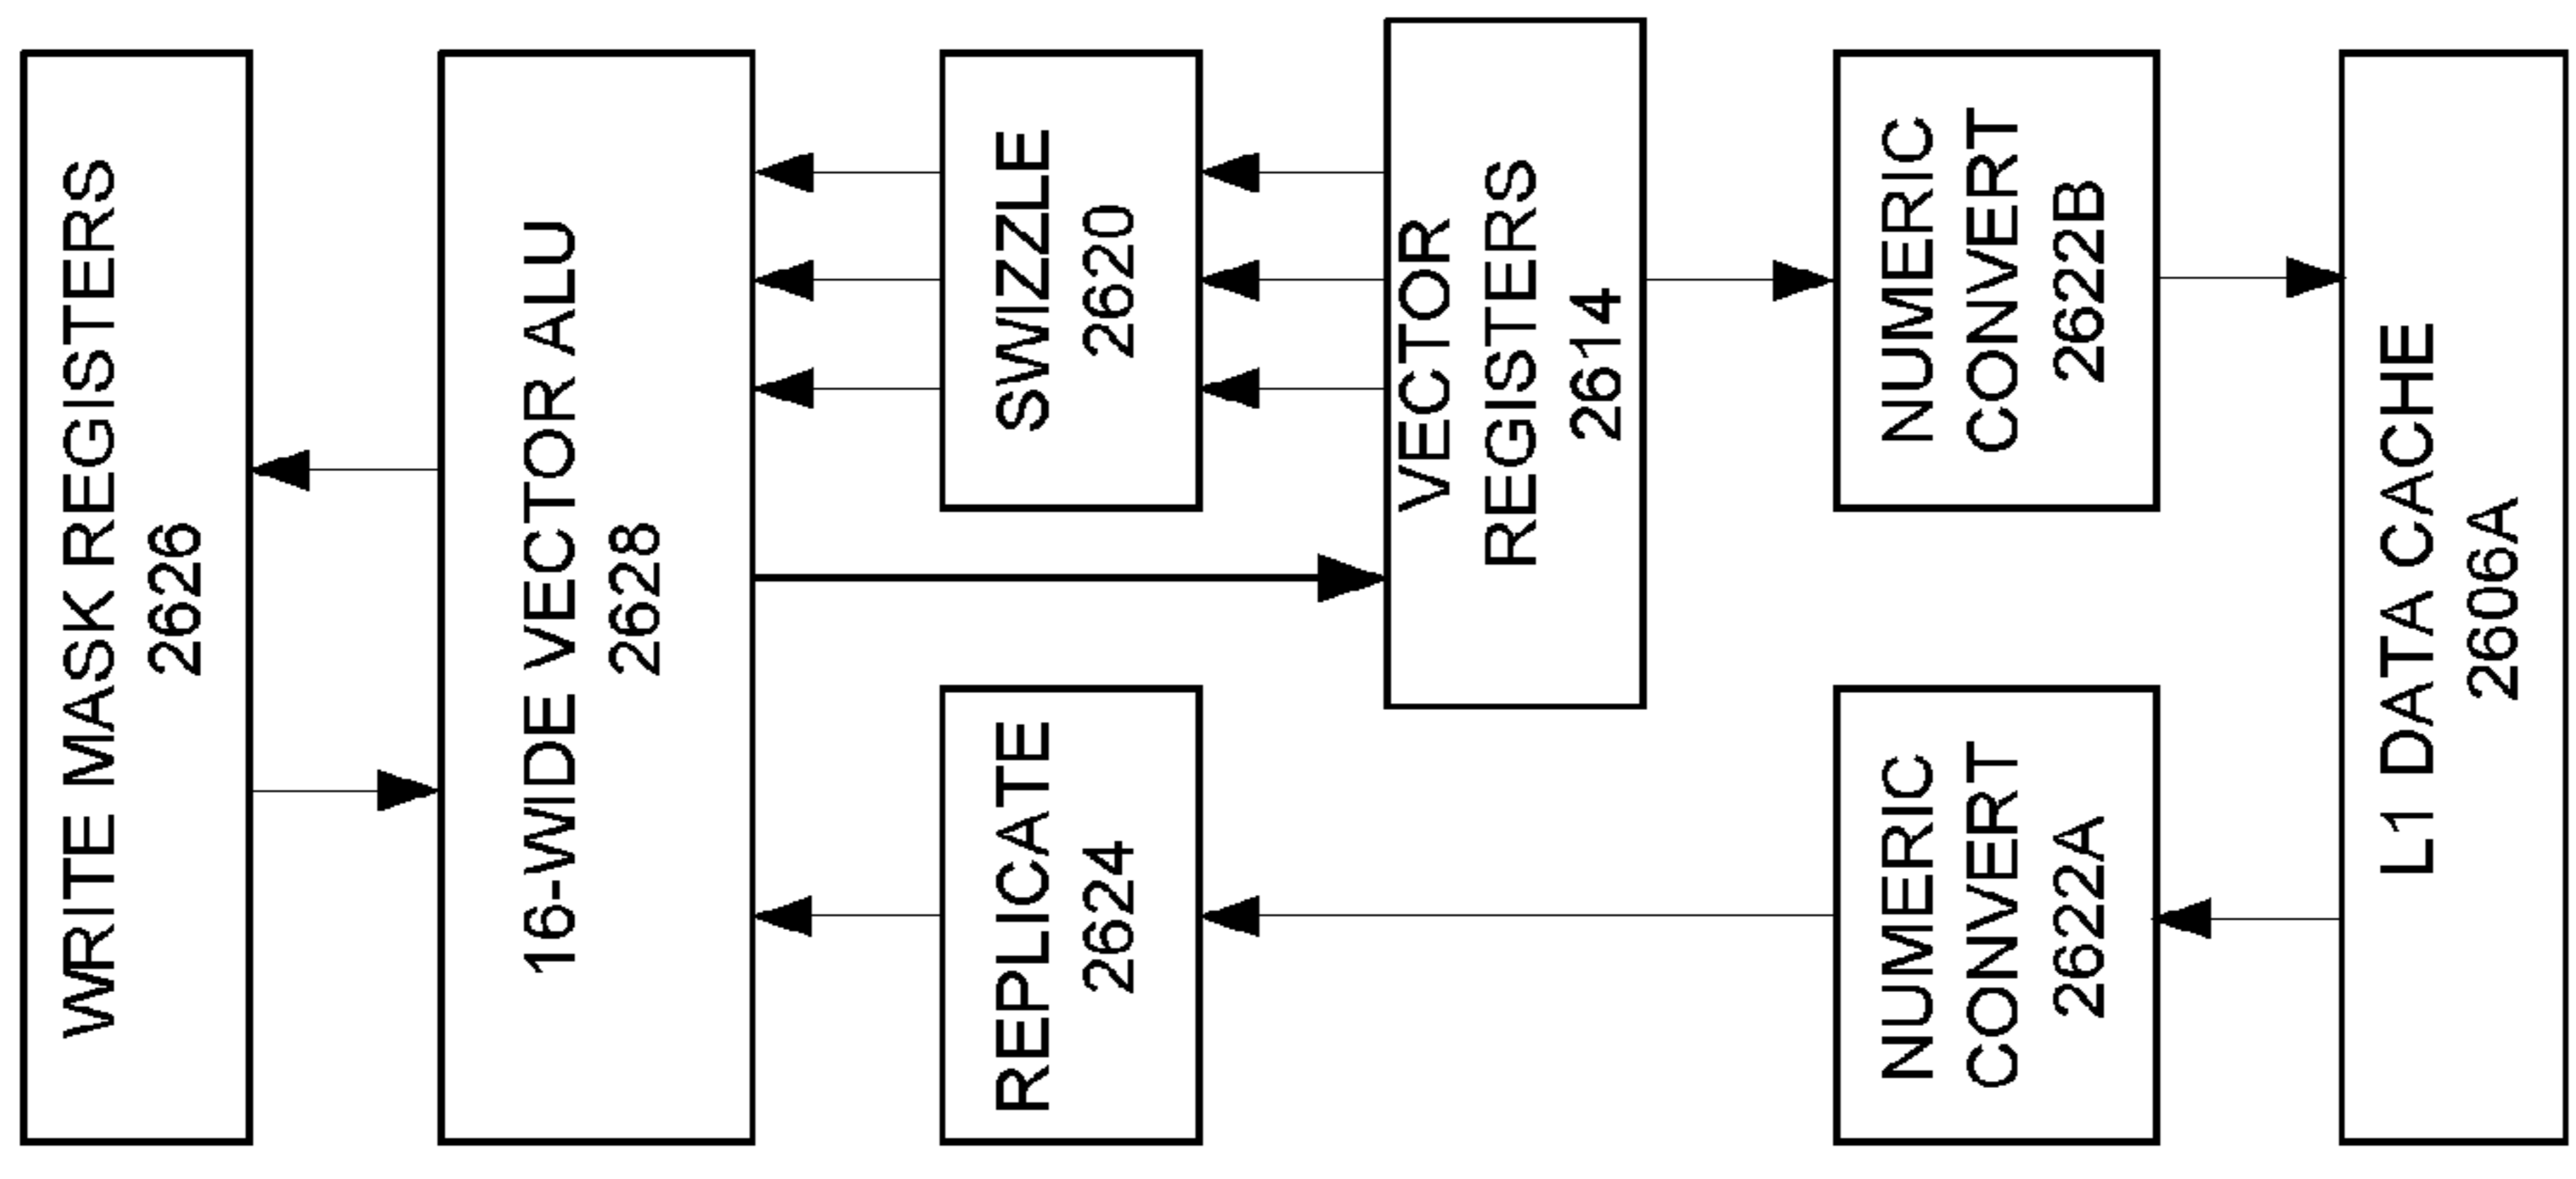 WRITE MASK REGISTERS
2626
16-WIDE VECTOR ALU
2628
REPLICATE
2624
SWIZZLE
2620
VECTOR
REGISTERS
2614
NUMERIC
CONVERT
2622A
NUMERIC
CONVERT
2622B
L1 DATA CACHE
2606A